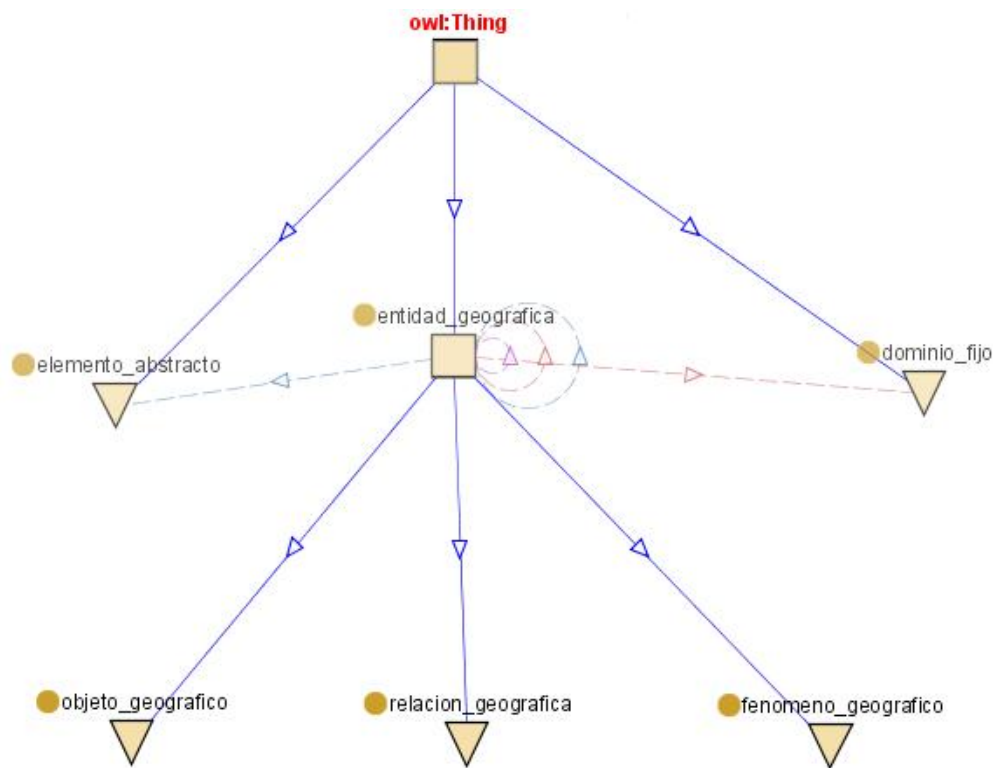 owl:Thing
entidad_geografica
elemento_abstracto
dominio_fijo
objeto_geografico
relacion_geografica
fenomeno_geografico